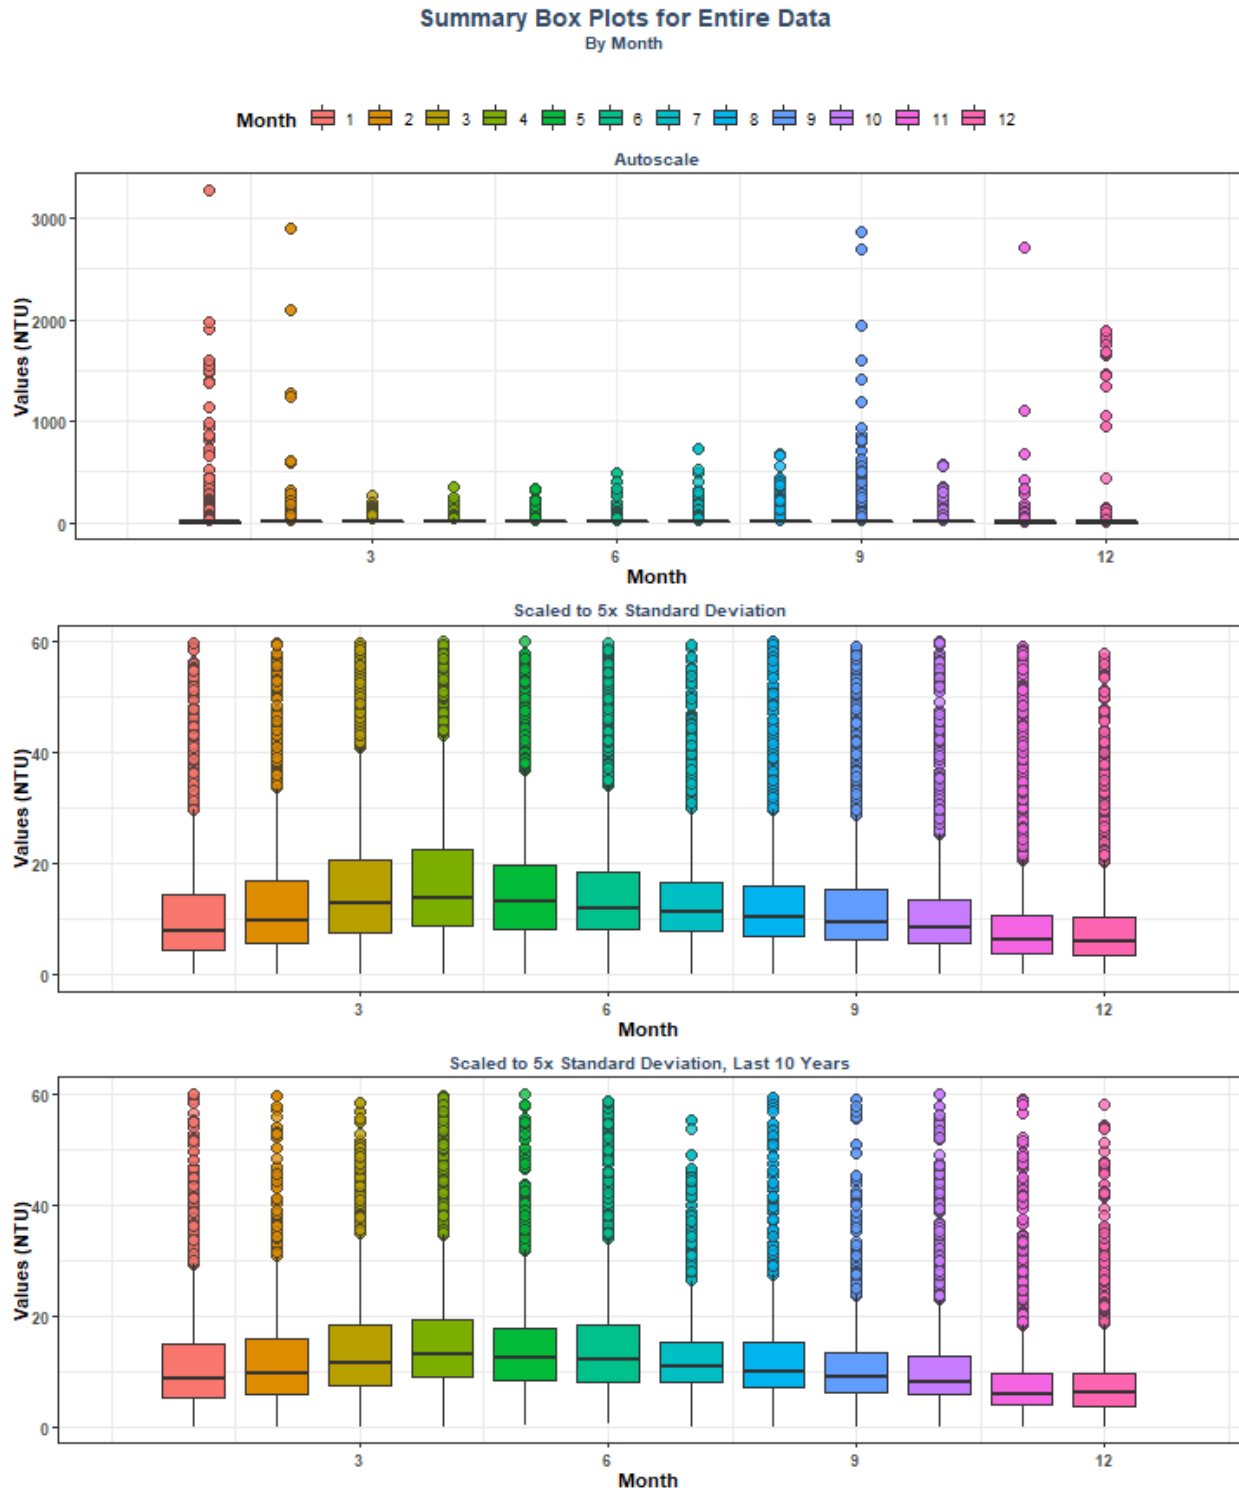 Summary Box Plots for Entire Data
By Month
Month 1 2 3 4 5 6 7 8 9 10 11 12
Autoscale
Values (NTU)
3000
2000
1000
0
3 6 9 12
Month
Scaled to 5x Standard Deviation
Values (NTU)
60
40
20
0
3 6 9 12
Month
Scaled to 5x Standard Deviation, Last 10 Years
Values (NTU)
60
40
20
0
3 6 9 12
Month